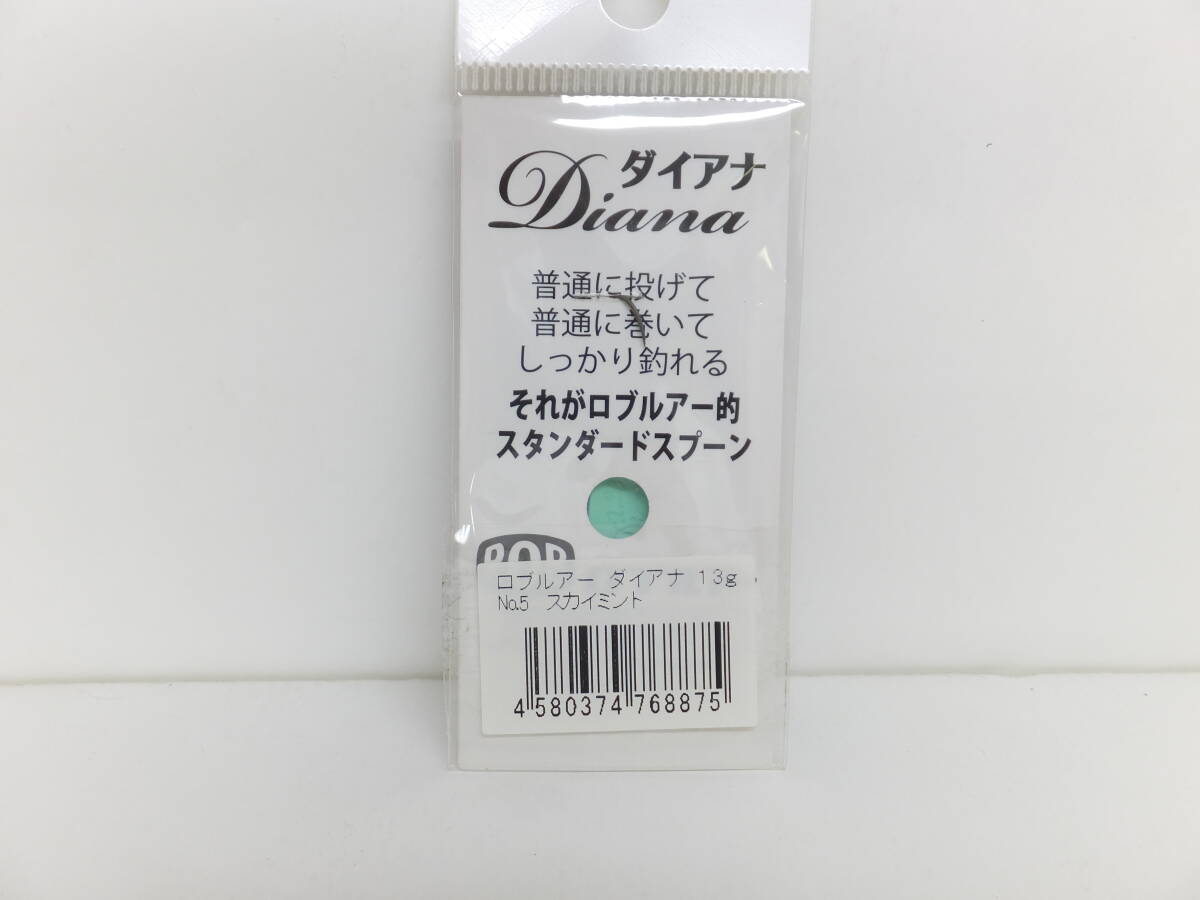 ダイアナ
Diana
普通に投げて
普通に巻いて
しっかり釣れる
それがロブルアー的
スタンダードスプーン
ロブルアー ダイアナ 13g
No.5 スカイミント
4 580374 768875